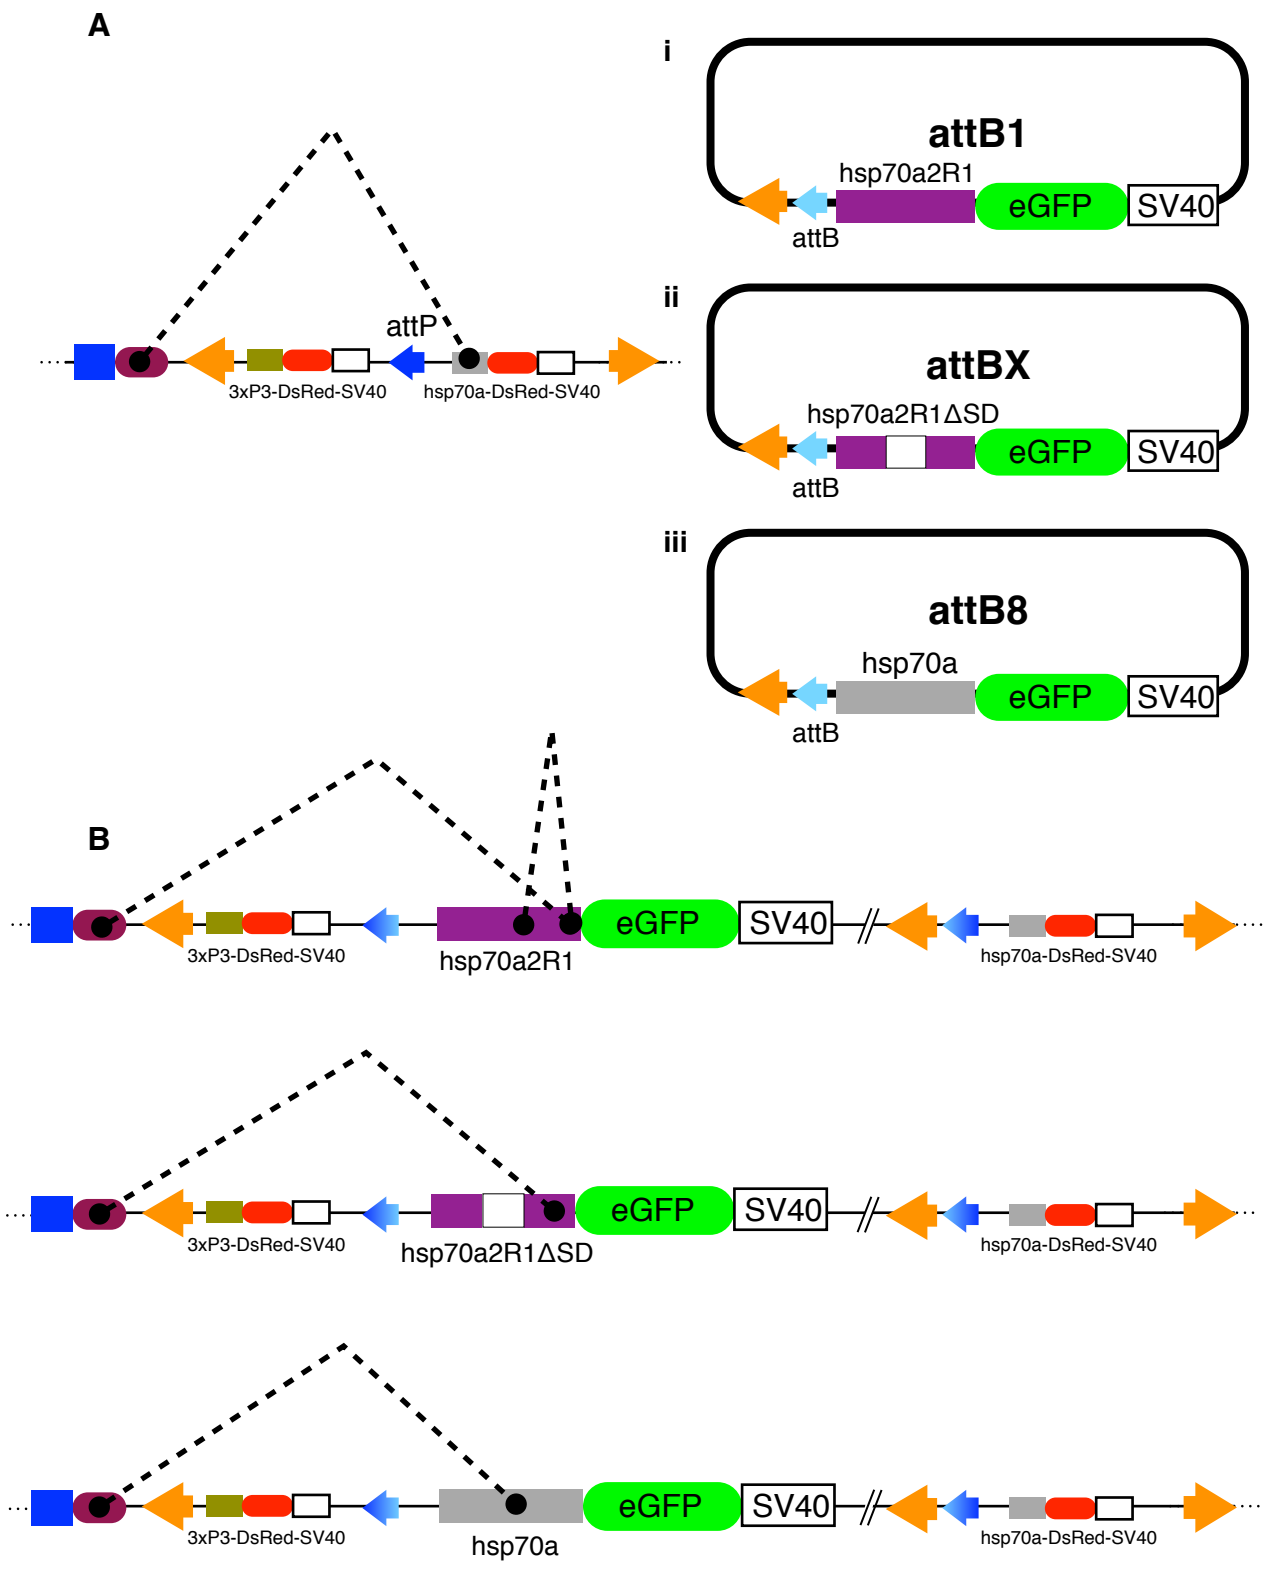 A
attP
3xP3-DsRed-SV40
hsp70a-DsRed-SV40
i
attB1
hsp70a2R1
eGFP
SV40
attB
ii
attBX
hsp70a2R1ΔSD
eGFP
SV40
attB
iii
attB8
hsp70a
eGFP
SV40
attB
B
eGFP
SV40
3xP3-DsRed-SV40
hsp70a2R1
hsp70a-DsRed-SV40
eGFP
SV40
3xP3-DsRed-SV40
hsp70a2R1ΔSD
hsp70a-DsRed-SV40
eGFP
SV40
3xP3-DsRed-SV40
hsp70a
hsp70a-DsRed-SV40